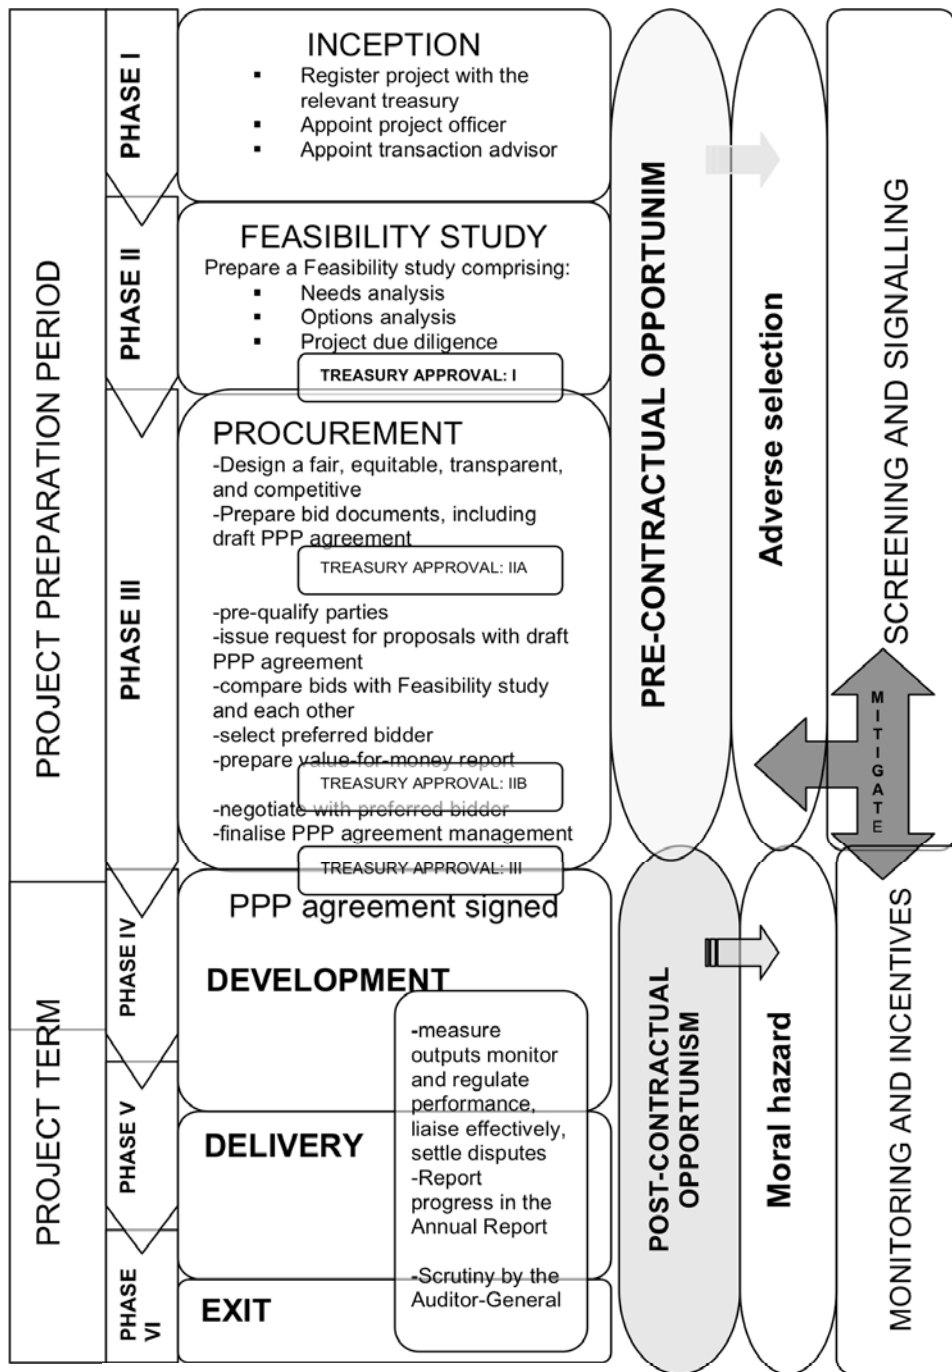 PROJECT PREPARATION PERIOD
PROJECT TERM
PHASE I
INCEPTION
▪ Register project with the
relevant treasury
▪ Appoint project officer
▪ Appoint transaction advisor
PHASE II
FEASIBILITY STUDY
Prepare a Feasibility study comprising:
▪ Needs analysis
▪ Options analysis
▪ Project due diligence
TREASURY APPROVAL: I
PHASE III
PROCUREMENT
-Design a fair, equitable, transparent,
and competitive
-Prepare bid documents, including
draft PPP agreement
TREASURY APPROVAL: IIA
-pre-qualify parties
-issue request for proposals with draft
PPP agreement
-compare bids with Feasibility study
and each other
-select preferred bidder
-prepare value-for-money report
TREASURY APPROVAL: IIB
-negotiate with preferred bidder
-finalise PPP agreement management
TREASURY APPROVAL: III
PHASE IV
PPP agreement signed
DEVELOPMENT
PHASE V
DELIVERY
-measure
outputs monitor
and regulate
performance,
liaise effectively,
settle disputes
-Report
progress in the
Annual Report
-Scrutiny by the
Auditor-General
PHASE
VI
EXIT
PRE-CONTRACTUAL OPPORTUNIM
POST-CONTRACTUAL
OPPORTUNISM
Adverse selection
Moral hazard
SCREENING AND SIGNALLING
MITIGATE
MONITORING AND INCENTIVES